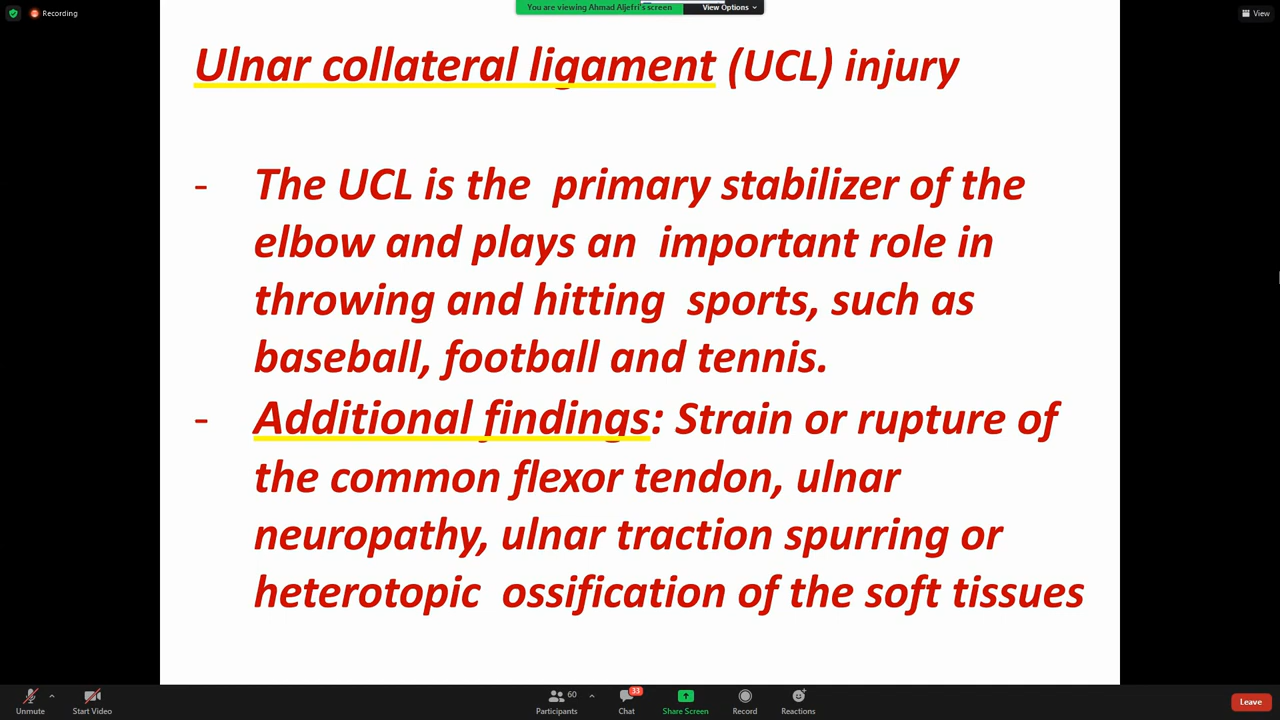 Recording
You are viewing Ahmad Aljefri's screen
View Options
View
Ulnar collateral ligament (UCL) injury
- The UCL is the primary stabilizer of the
elbow and plays an important role in
throwing and hitting sports, such as
baseball, football and tennis.
- Additional findings: Strain or rupture of
the common flexor tendon, ulnar
neuropathy, ulnar traction spurring or
heterotopic ossification of the soft tissues
Unmute
Start Video
60
Participants
33
Chat
Share Screen
Record
Reactions
Leave